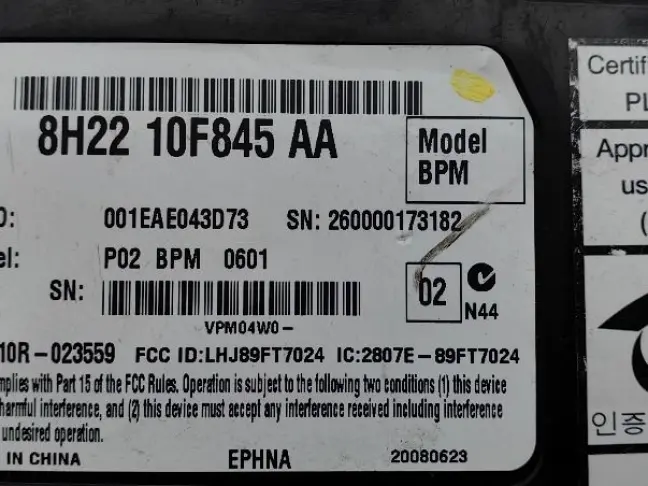 8H22 10F845 AA
Model
BPM
D: 001EAE043D73 SN: 260000173182
el: P02 BPM 0601
SN:
02
N44
VPM04W0-
10R-023559 FCC ID:LHJ89FT7024 IC:2807E-89FT7024
mplies with Part 15 of the FCC Rules. Operation is subject to the following two conditions (1) this device
harmful interference, and (2) this device must accept any interference received including interference
undesired operation.
IN CHINA EPHNA 20080623
Certif
PL
Appr
us
(
인증